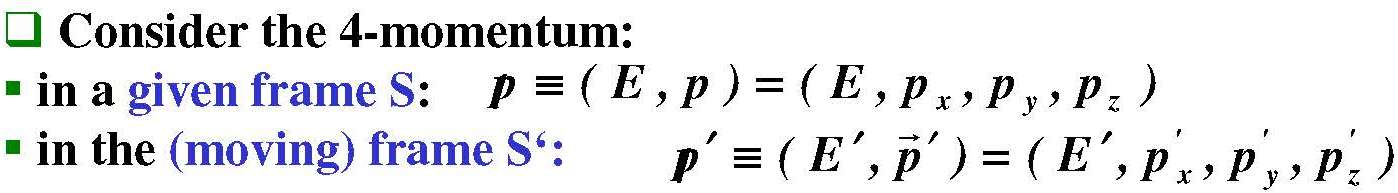 ❑ Consider the 4-momentum:
▪ in a given frame S: p ≡ ( E , p ) = ( E , p_x , p_y , p_z )
▪ in the (moving) frame S‘: p′ ≡ ( E′, p⃗′ ) = ( E′, p′_x , p′_y , p′_z )